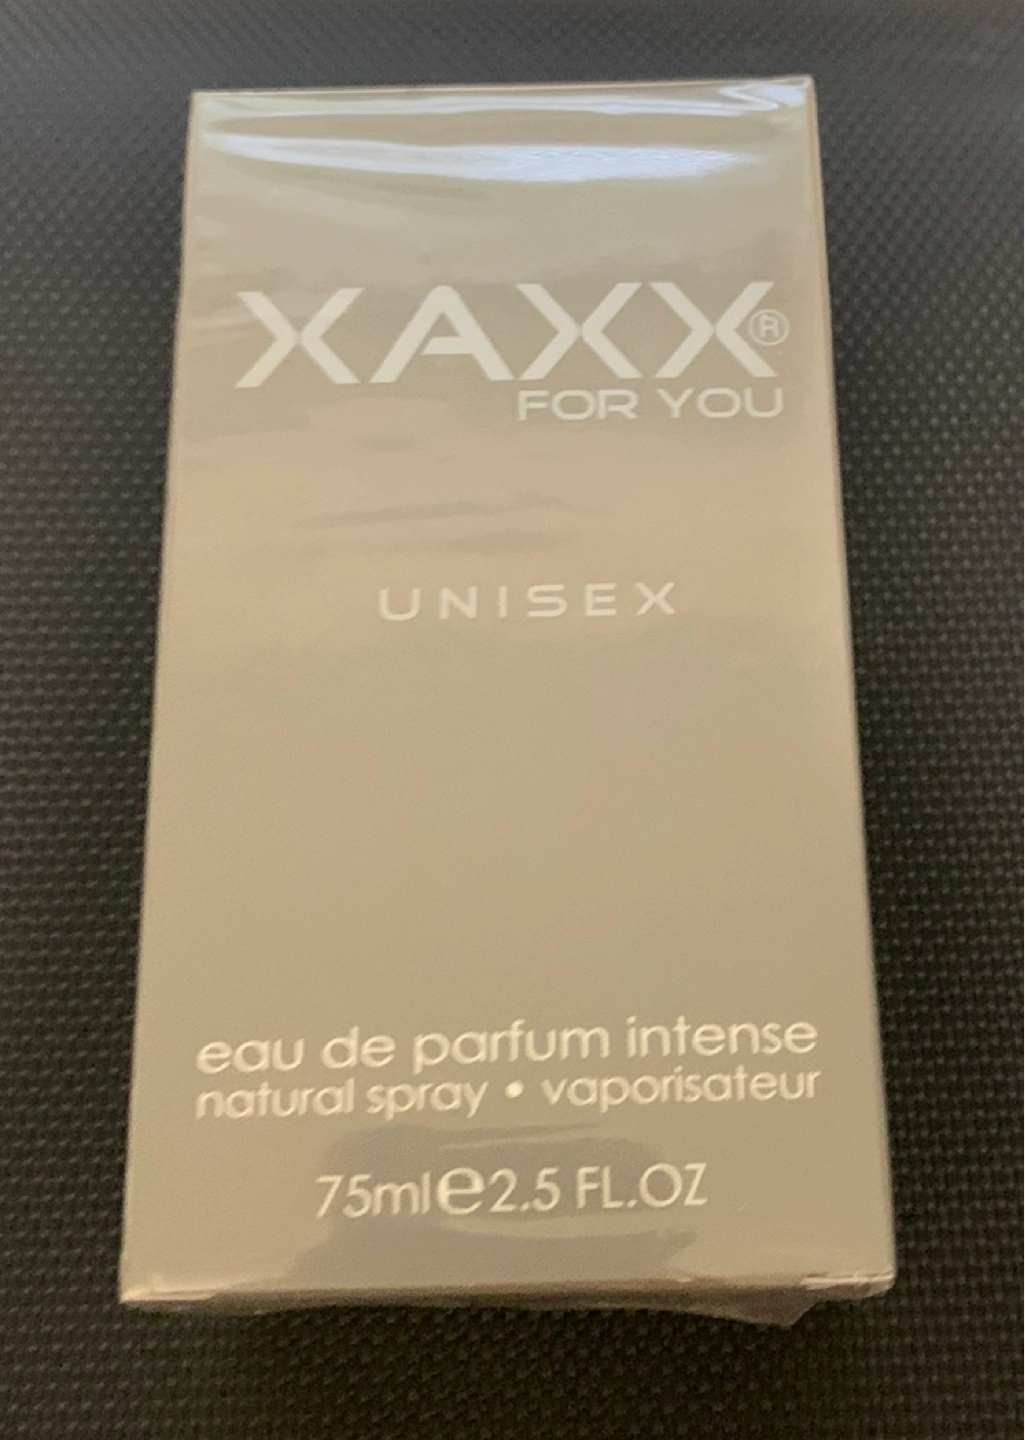 XAXX®
FOR YOU
UNISEX
eau de parfum intense
natural spray • vaporisateur
75ml℮2.5 FL.OZ